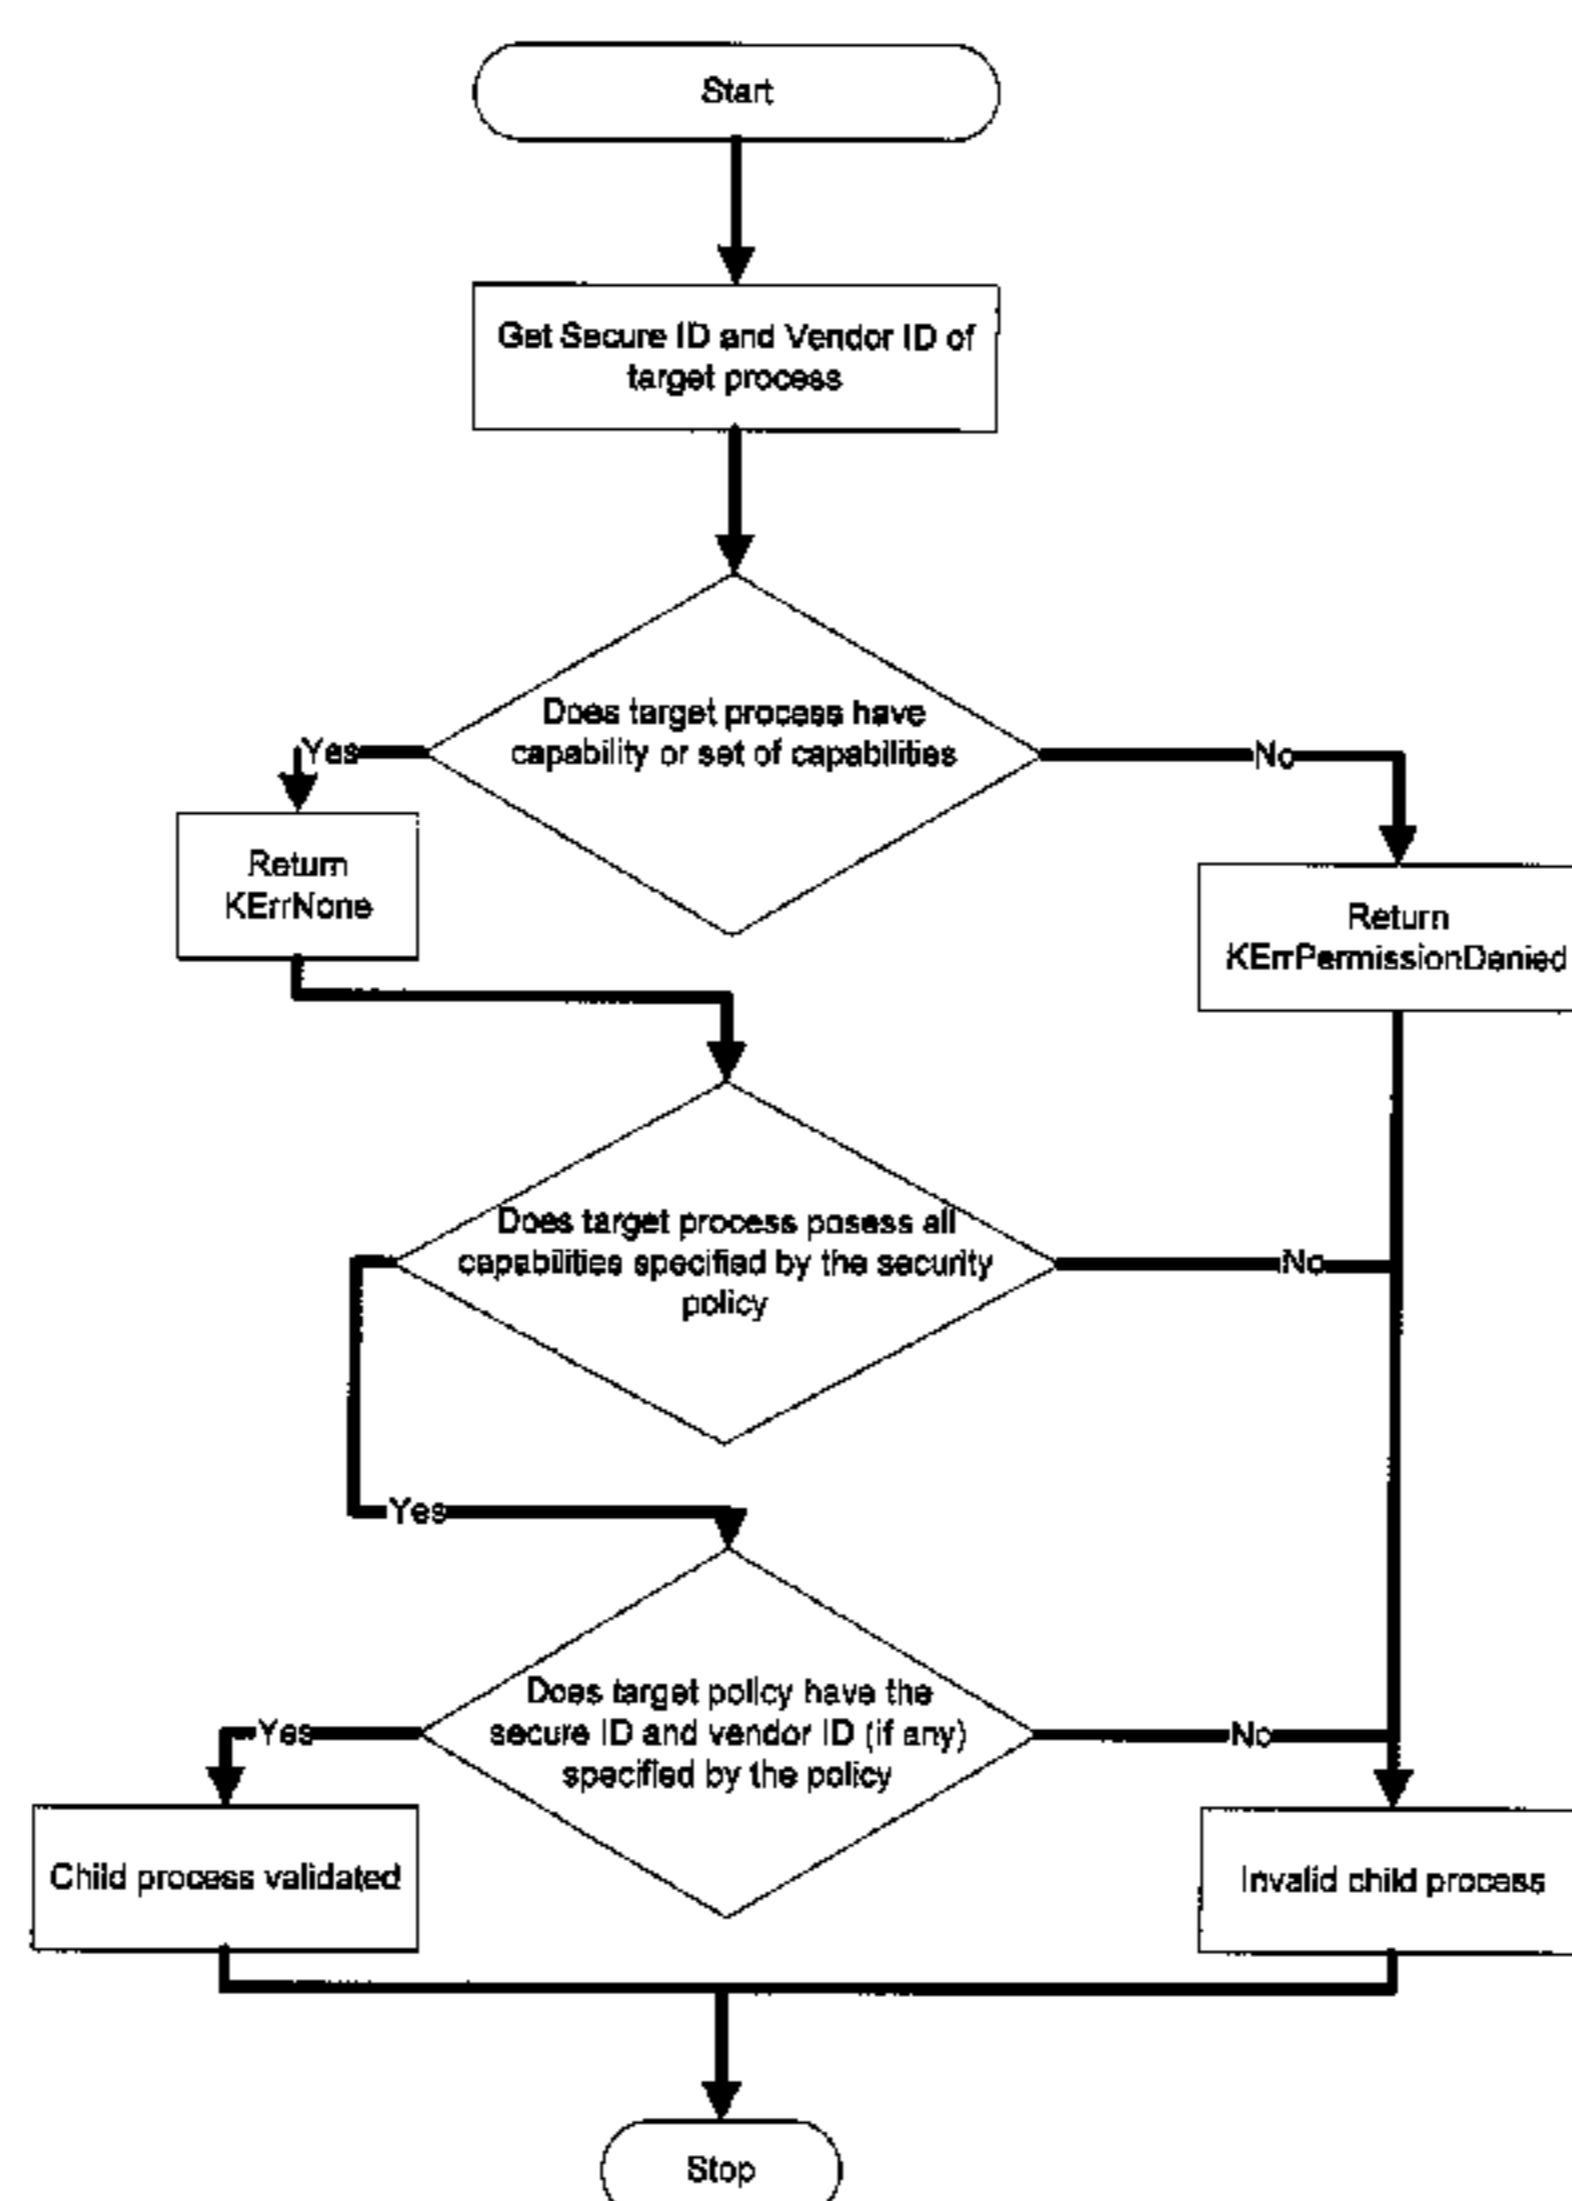 Start
Get Secure ID and Vendor ID of
target process
Does target process have
capability or set of capabilities
Yes
No
Return
KErrNone
Return
KErrPermissionDenied
Does target process posess all
capabilities specified by the security
policy
No
Yes
Does target policy have the
secure ID and vendor ID (if any)
specified by the policy
Yes
No
Child process validated
Invalid child process
Stop